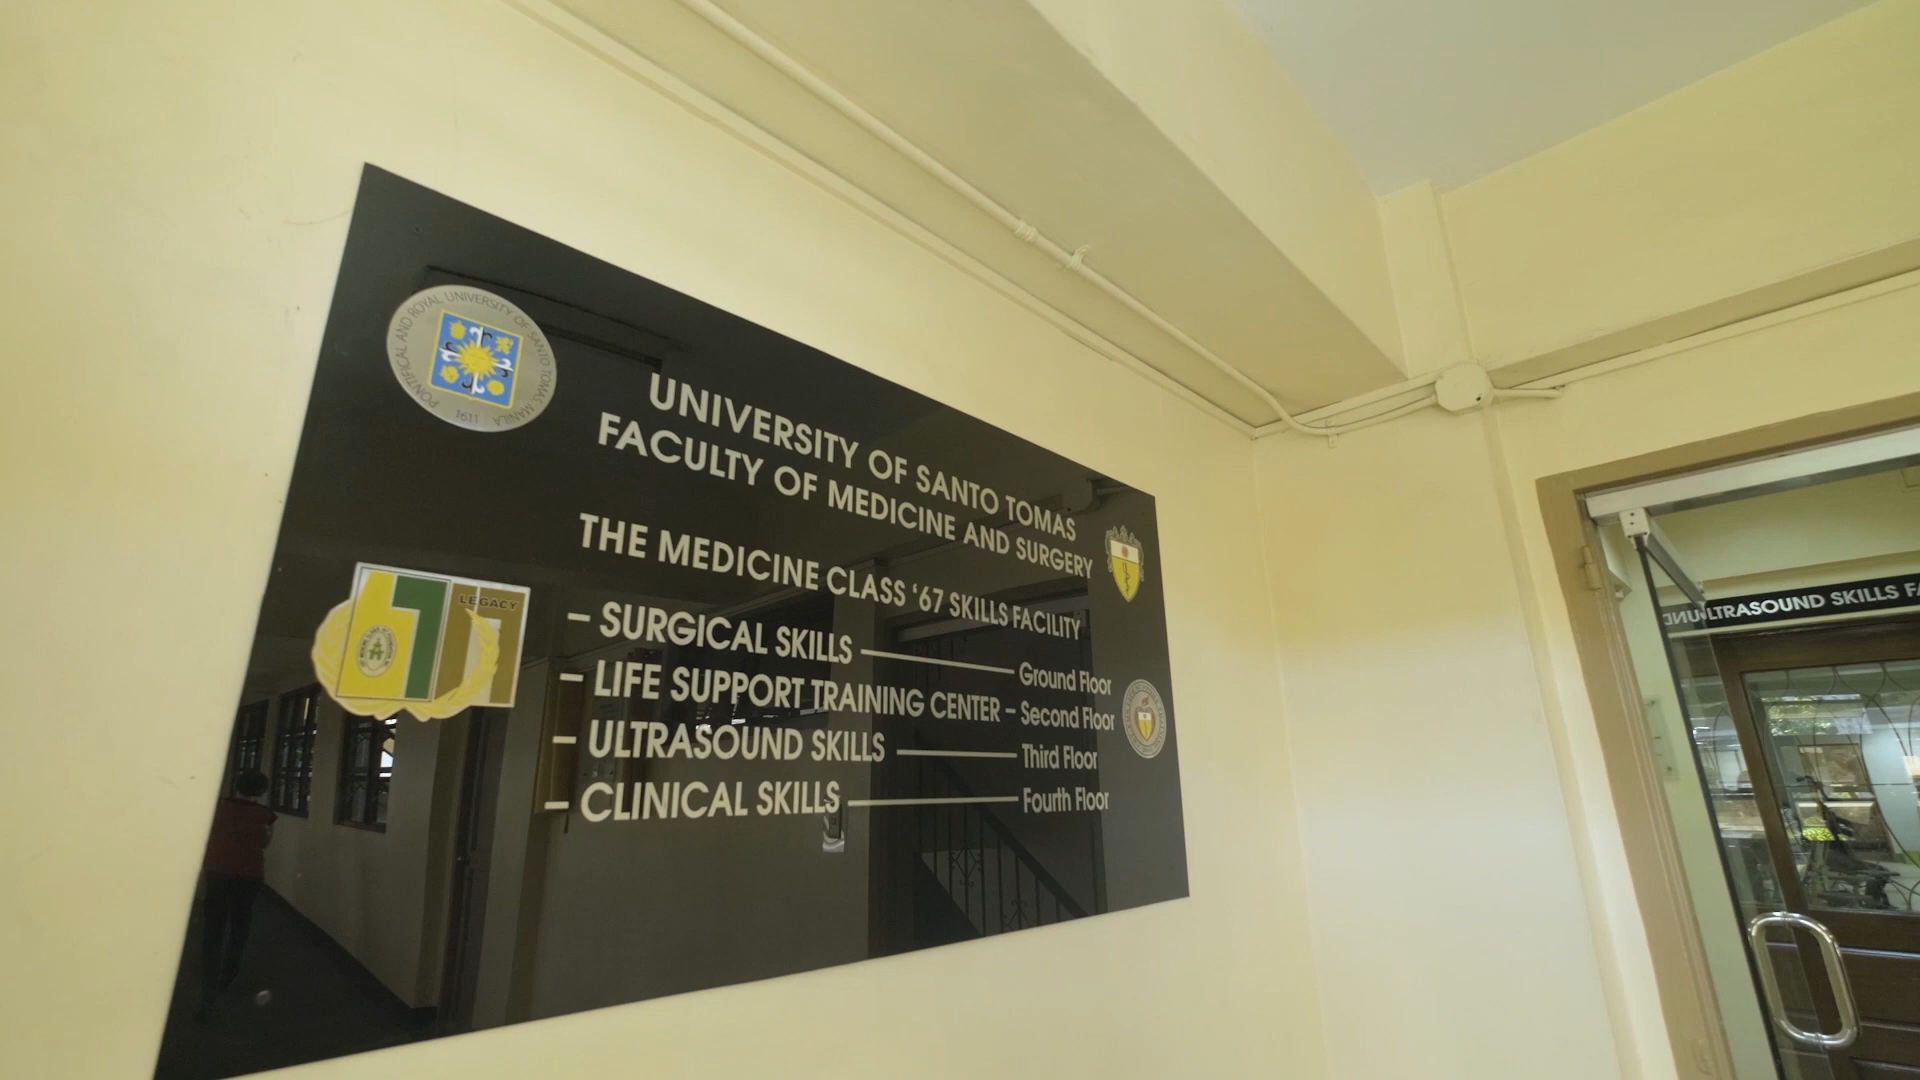 PONTIFICAL AND ROYAL UNIVERSITY OF SANTO TOMAS MANILA
1611
UNIVERSITY OF SANTO TOMAS
FACULTY OF MEDICINE AND SURGERY
THE MEDICINE CLASS ‘67 SKILLS FACILITY
LEGACY
– SURGICAL SKILLS — Ground Floor
– LIFE SUPPORT TRAINING CENTER – Second Floor
– ULTRASOUND SKILLS — Third Floor
– CLINICAL SKILLS — Fourth Floor
ULTRASOUND SKILLS FA